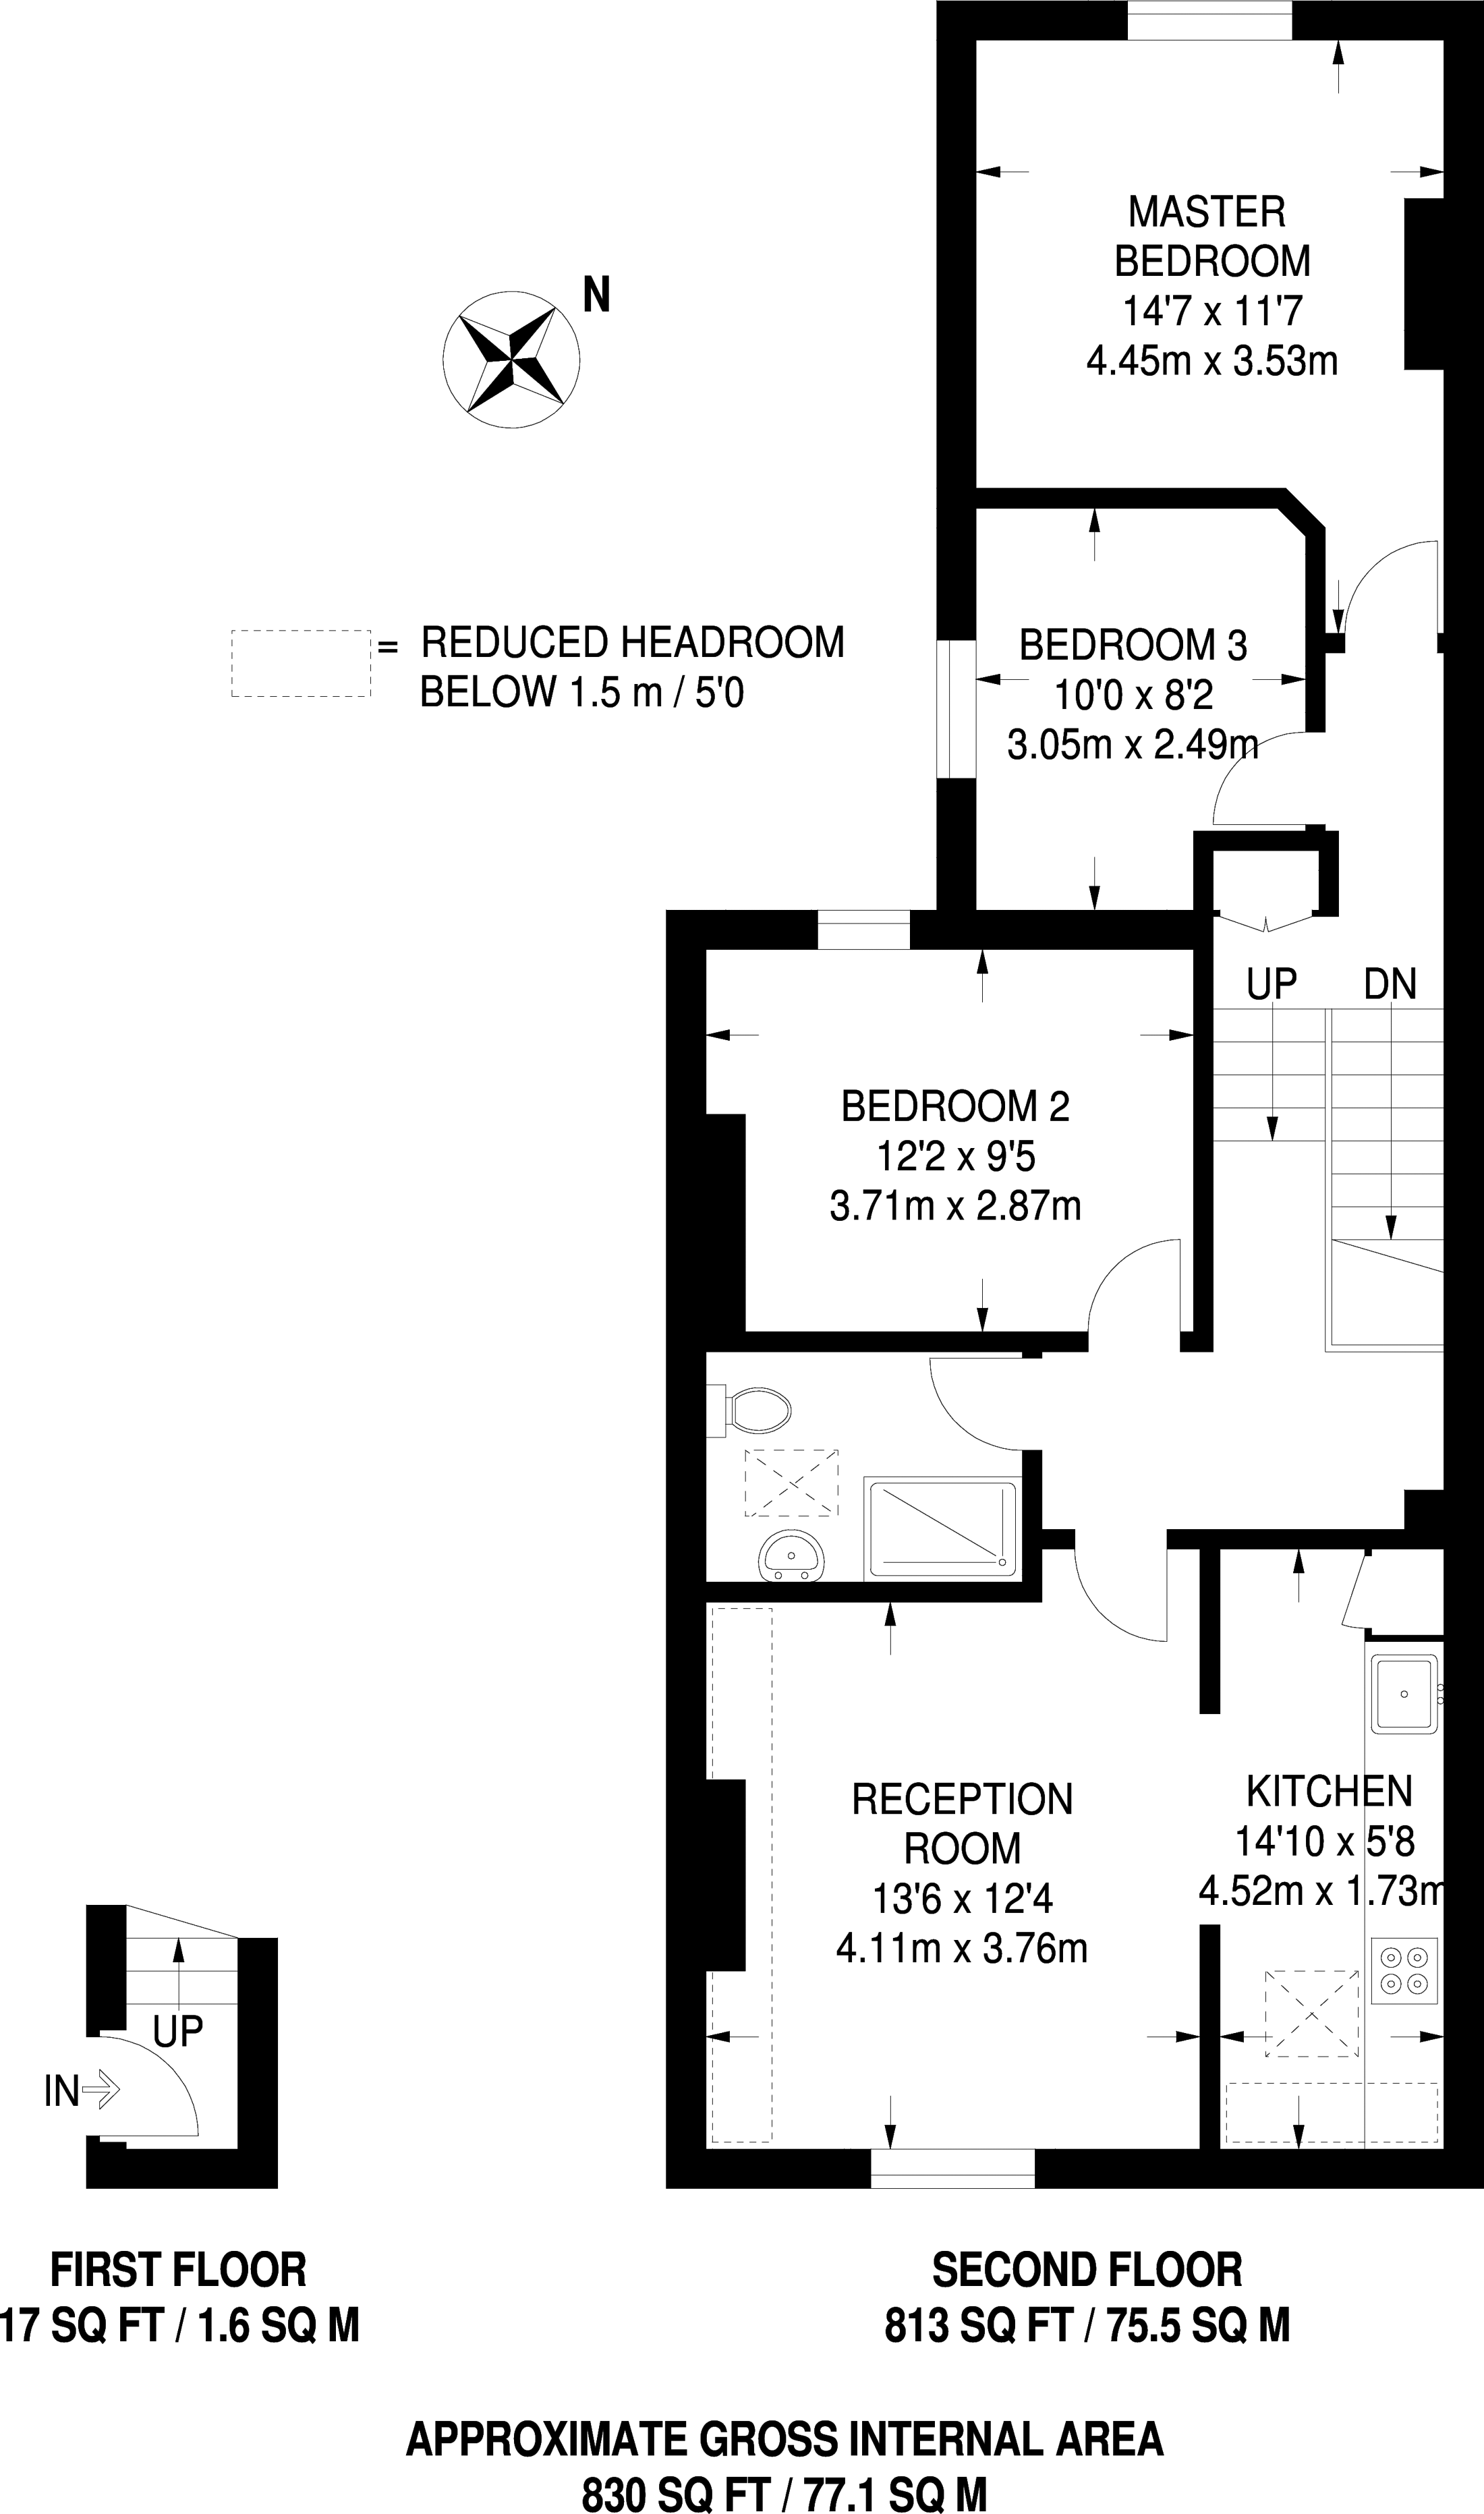 MASTER
BEDROOM
14'7 x 11'7
4.45m x 3.53m
N
= REDUCED HEADROOM
BELOW 1.5 m / 5'0
BEDROOM 3
10'0 x 8'2
3.05m x 2.49m
UP DN
BEDROOM 2
12'2 x 9'5
3.71m x 2.87m
RECEPTION
ROOM
13'6 x 12'4
4.11m x 3.76m
KITCHEN
14'10 x 5'8
4.52m x 1.73m
UP
IN
FIRST FLOOR
17 SQ FT / 1.6 SQ M
SECOND FLOOR
813 SQ FT / 75.5 SQ M
APPROXIMATE GROSS INTERNAL AREA
830 SQ FT / 77.1 SQ M